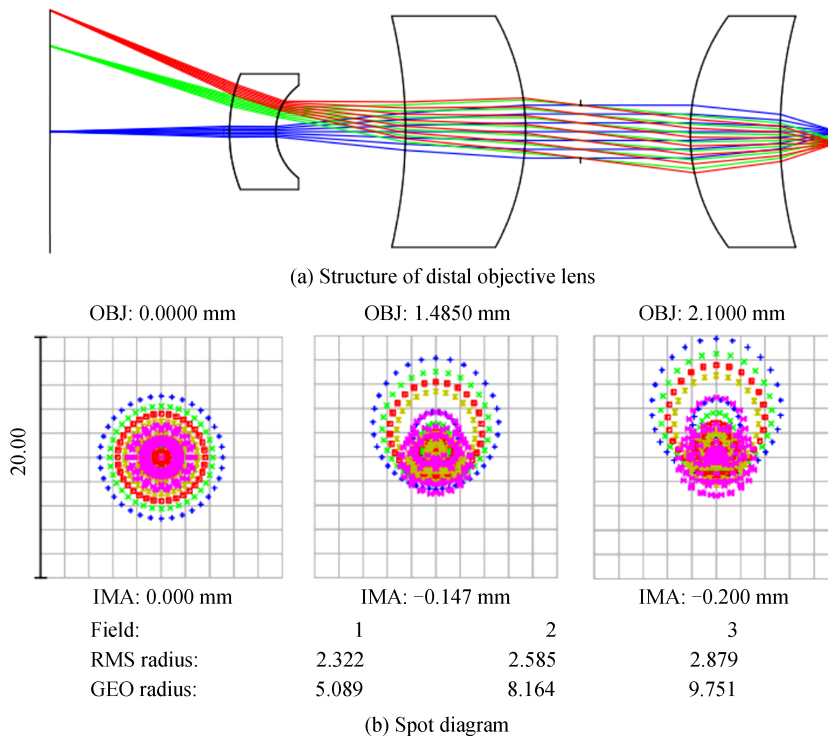 (a) Structure of distal objective lens
OBJ: 0.0000 mm OBJ: 1.4850 mm OBJ: 2.1000 mm
20.00
IMA: 0.000 mm IMA: −0.147 mm IMA: −0.200 mm
Field: 1 2 3
RMS radius: 2.322 2.585 2.879
GEO radius: 5.089 8.164 9.751
(b) Spot diagram